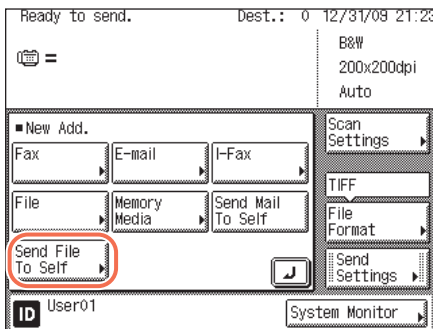 Ready to send.
Dest.: 0 12/31/09 21:23
B&W
200x200dpi
Auto
■New Add.
Fax
E-mail
I-Fax
File
Memory
Media
Send Mail
To Self
Send File
To Self
Scan
Settings
TIFF
File
Format
Send
Settings
ID User01
System Monitor